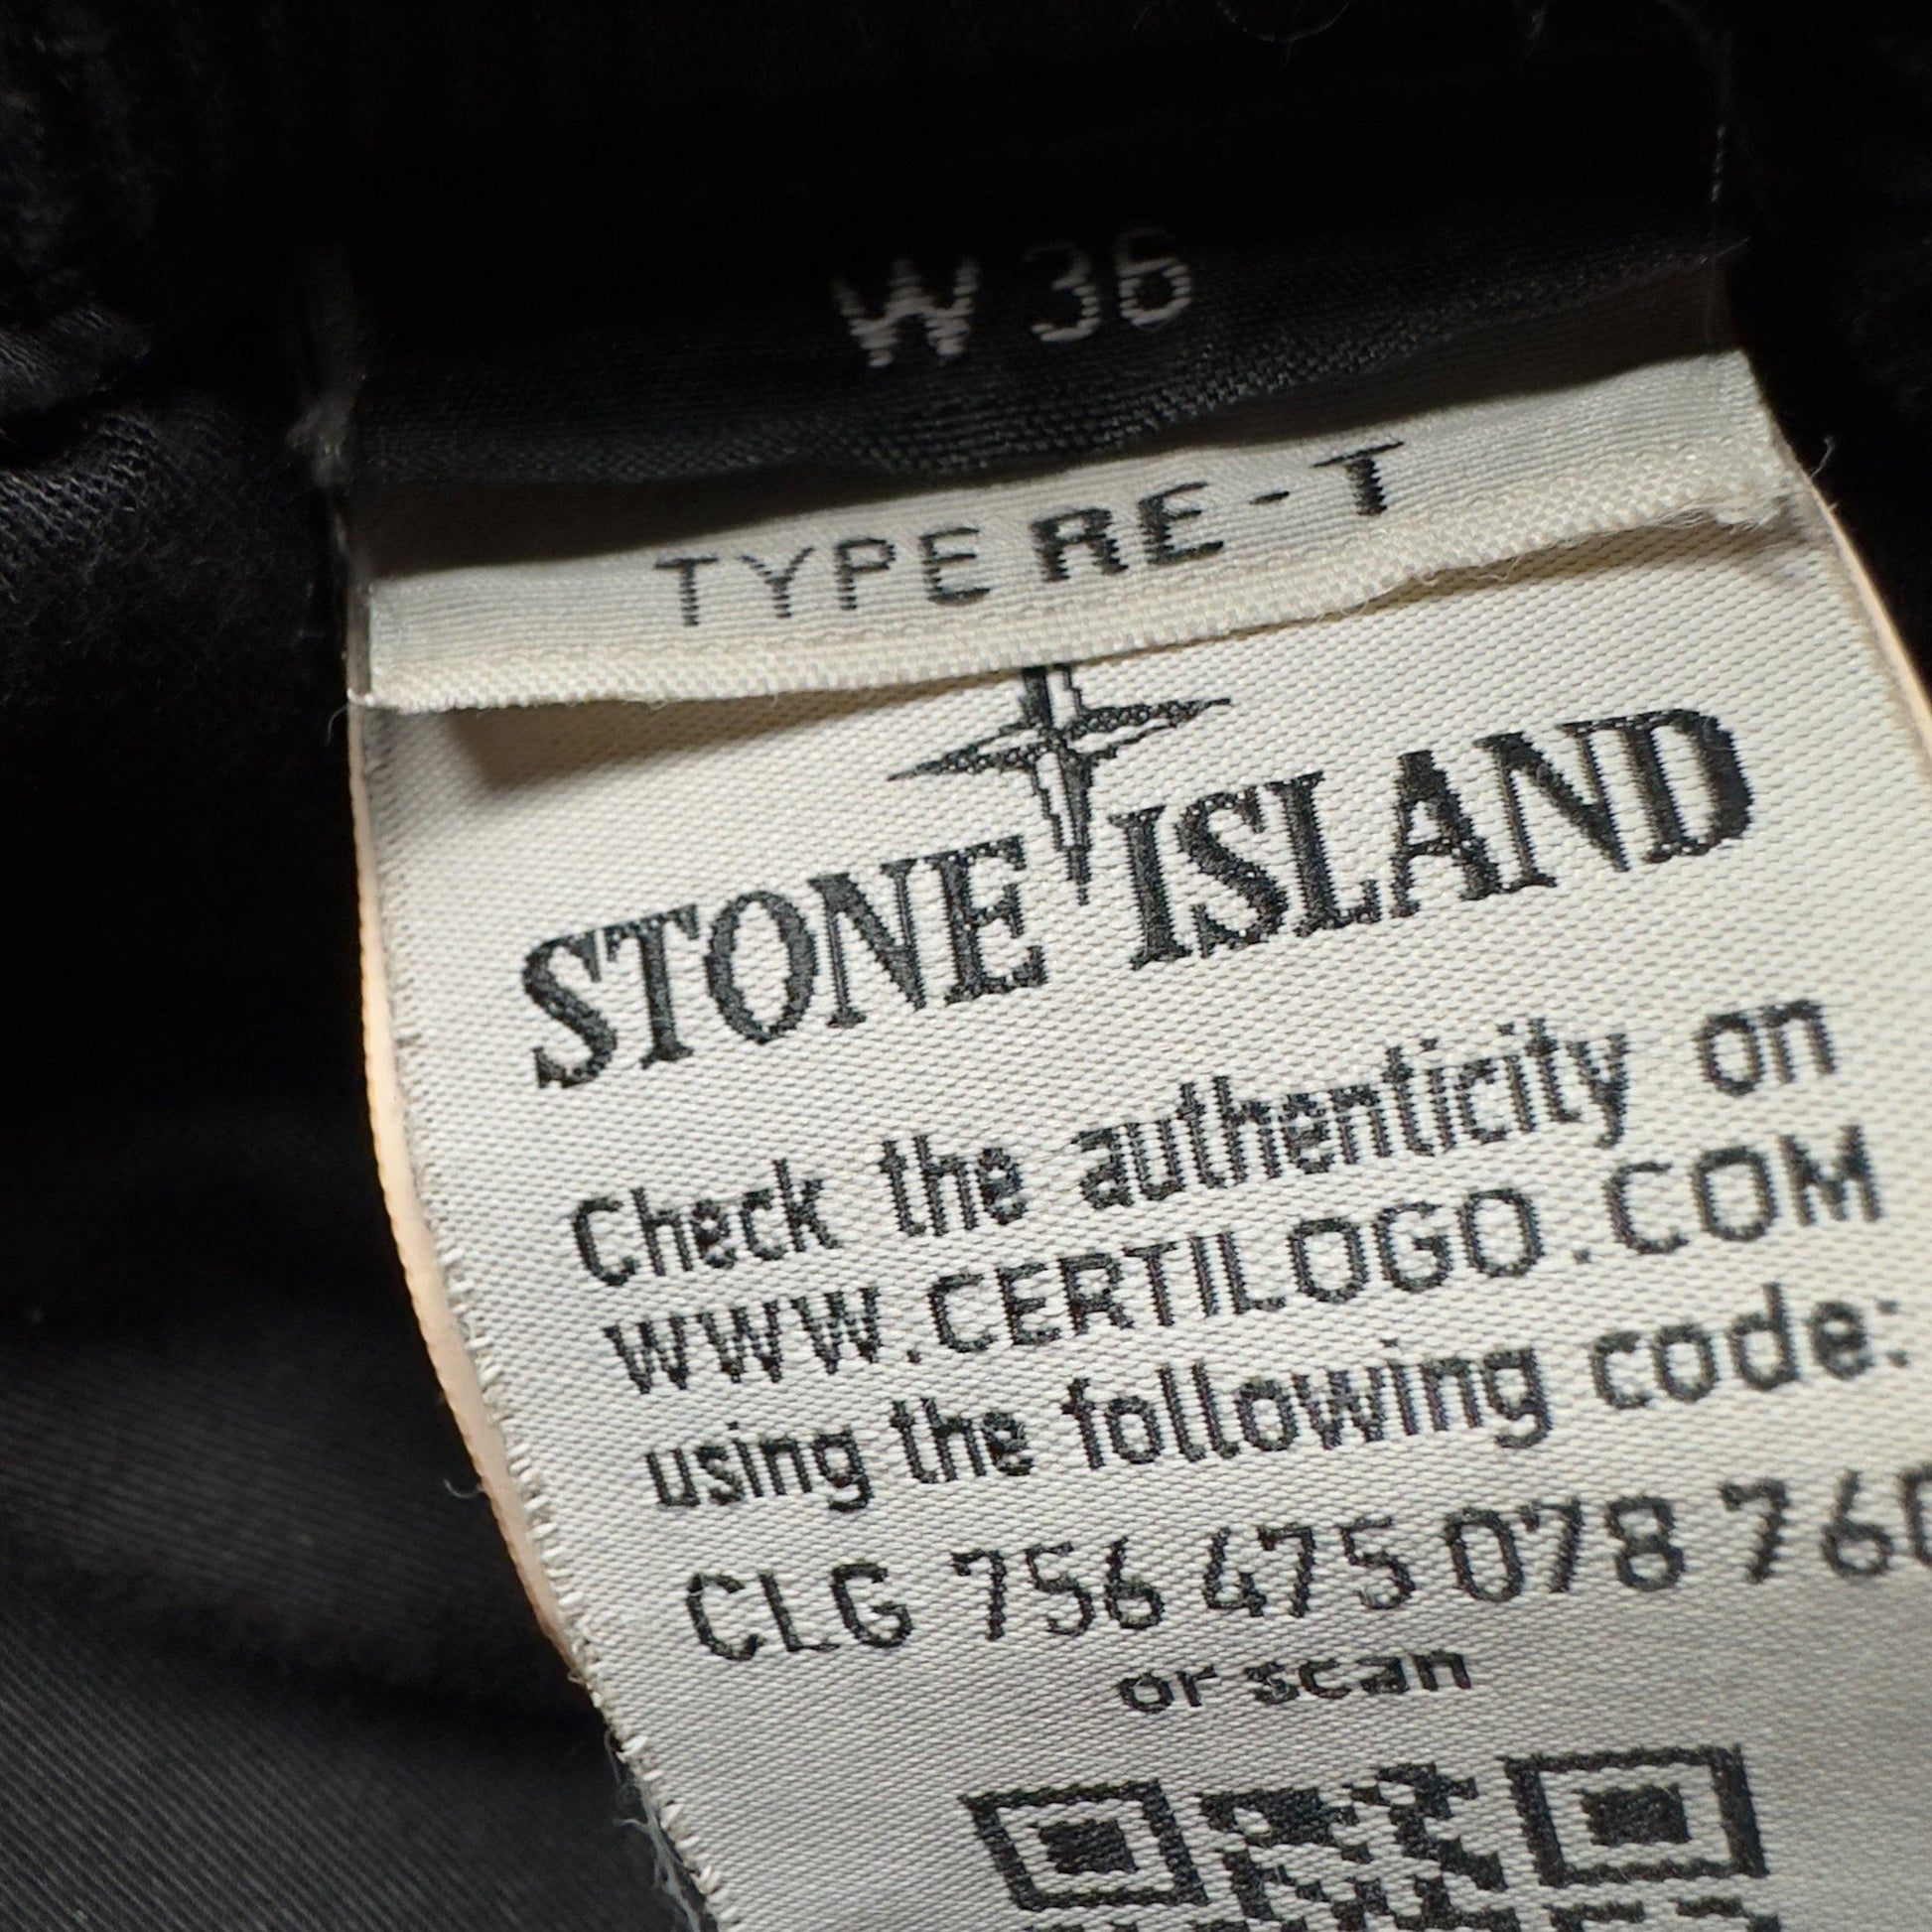 W 36
TYPE RE-T
STONE ISLAND
Check the authenticity on
WWW.CERTILOGO.COM
using the following code:
CLG 756 475 078 760
or scan